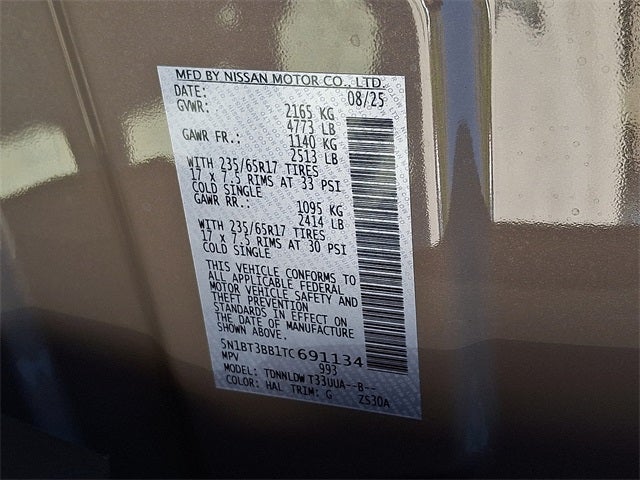 MFD BY NISSAN MOTOR CO., LTD.
DATE: 08/25
GVWR: 2165 KG
4773 LB
GAWR FR.: 1140 KG
2513 LB
WITH 235/65R17 TIRES
17 x 7.5 RIMS AT 33 PSI
COLD SINGLE
GAWR RR.: 1095 KG
2414 LB
WITH 235/65R17 TIRES
17 x 7.5 RIMS AT 30 PSI
COLD SINGLE
THIS VEHICLE CONFORMS TO
ALL APPLICABLE FEDERAL
MOTOR VEHICLE SAFETY AND
THEFT PREVENTION
STANDARDS IN EFFECT ON
THE DATE OF MANUFACTURE
SHOWN ABOVE.
5N1BT3BB1TC691134
MPV 993
MODEL: TDNNLDWT33UUA--B--
COLOR: HAL TRIM: G ZS30A